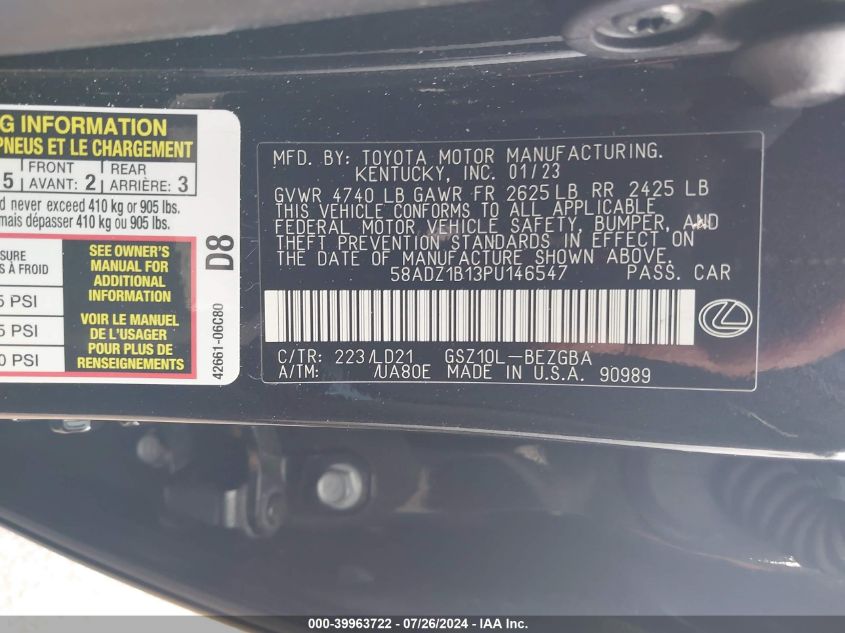 G INFORMATION
PNEUS ET LE CHARGEMENT
5 FRONT AVANT: 2 REAR ARRIÈRE: 3
d never exceed 410 kg or 905 lbs.
mais dépasser 410 kg ou 905 lbs.
SURE
S À FROID
5 PSI
5 PSI
0 PSI
SEE OWNER'S
MANUAL FOR
ADDITIONAL
INFORMATION
VOIR LE MANUEL
DE L'USAGER
POUR PLUS DE
RENSEIGNEMENTS
42661-06C80 D8
MFD. BY: TOYOTA MOTOR MANUFACTURING.
KENTUCKY, INC. 01/23
GVWR 4740 LB GAWR FR 2625 LB RR 2425 LB
THIS VEHICLE CONFORMS TO ALL APPLICABLE
FEDERAL MOTOR VEHICLE SAFETY, BUMPER, AND
THEFT PREVENTION STANDARDS IN EFFECT ON
THE DATE OF MANUFACTURE SHOWN ABOVE.
58ADZ1B13PU146547 PASS. CAR
C/TR: 223/LD21 GSZ10L-BEZGBA
A/TM: /UA80E MADE IN U.S.A. 90989
000-39963722 / 07/26/2024 / IAAI.com